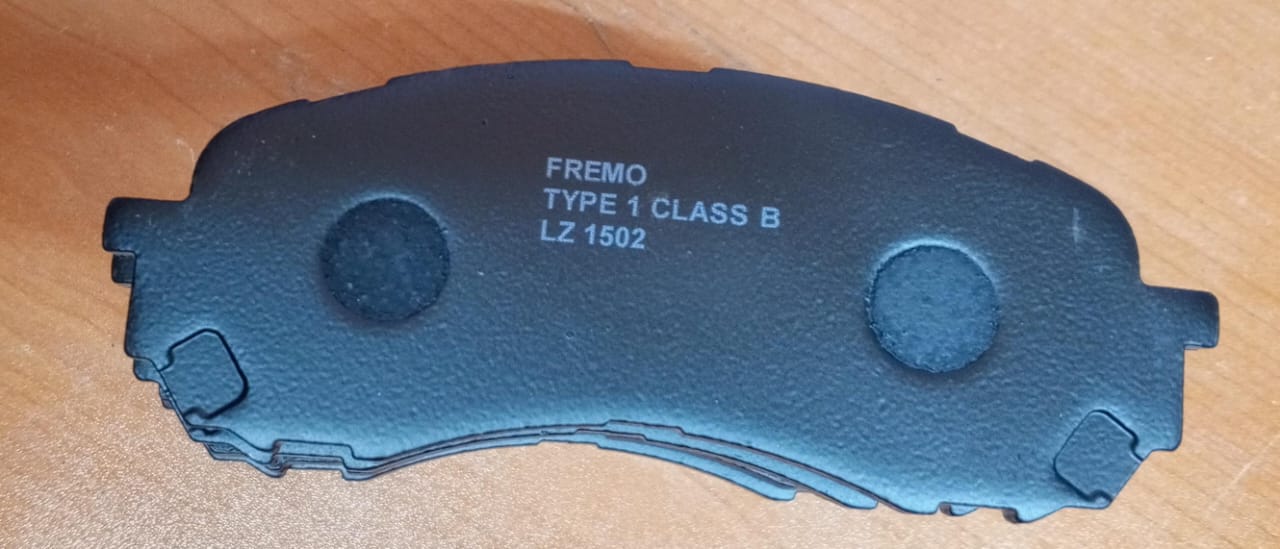 FREMO
TYPE 1 CLASS B
LZ 1502